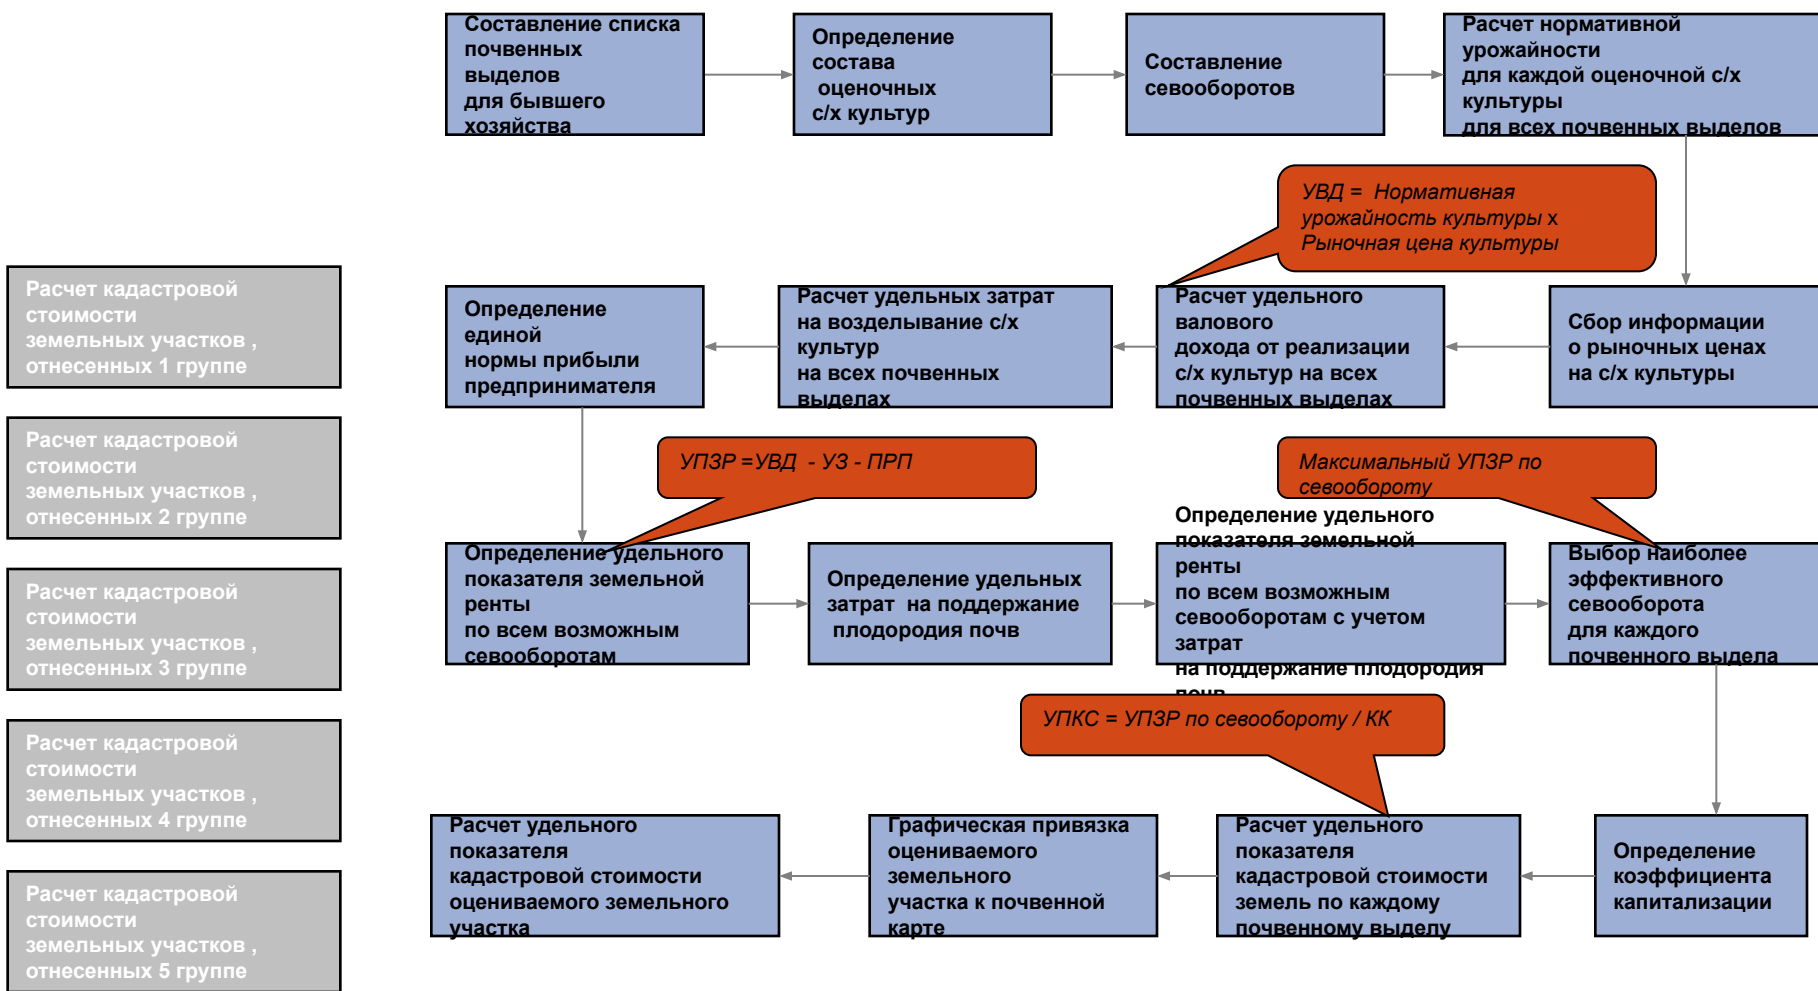 Составление списка
почвенных
выделов
для бывшего
хозяйства
Определение
состава
оценочных
с/х культур
Составление
севооборотов
Расчет нормативной
урожайности
для каждой оценочной с/х
культуры
для всех почвенных выделов
УВД = Нормативная
урожайность культуры х
Рыночная цена культуры
Расчет кадастровой
стоимости
земельных участков ,
отнесенных 1 группе
Определение
единой
нормы прибыли
предпринимателя
Расчет удельных затрат
на возделывание с/х
культур
на всех почвенных
выделах
Расчет удельного
валового
дохода от реализации
с/х культур на всех
почвенных выделах
Сбор информации
о рыночных ценах
на с/х культуры
Расчет кадастровой
стоимости
земельных участков ,
отнесенных 2 группе
УПЗР =УВД - УЗ - ПРП
Максимальный УПЗР по
севообороту
Определение удельного
показателя земельной
ренты
по всем возможным
севооборотам
Определение удельных
затрат на поддержание
плодородия почв
Определение удельного
показателя земельной
ренты
по всем возможным
севооборотам с учетом
затрат
на поддержание плодородия
почв
Выбор наиболее
эффективного
севооборота
для каждого
почвенного выдела
Расчет кадастровой
стоимости
земельных участков ,
отнесенных 3 группе
УПКС = УПЗР по севообороту / КК
Расчет кадастровой
стоимости
земельных участков ,
отнесенных 4 группе
Расчет удельного
показателя
кадастровой стоимости
оцениваемого земельного
участка
Графическая привязка
оцениваемого
земельного
участка к почвенной
карте
Расчет удельного
показателя
кадастровой стоимости
земель по каждому
почвенному выделу
Определение
коэффициента
капитализации
Расчет кадастровой
стоимости
земельных участков ,
отнесенных 5 группе